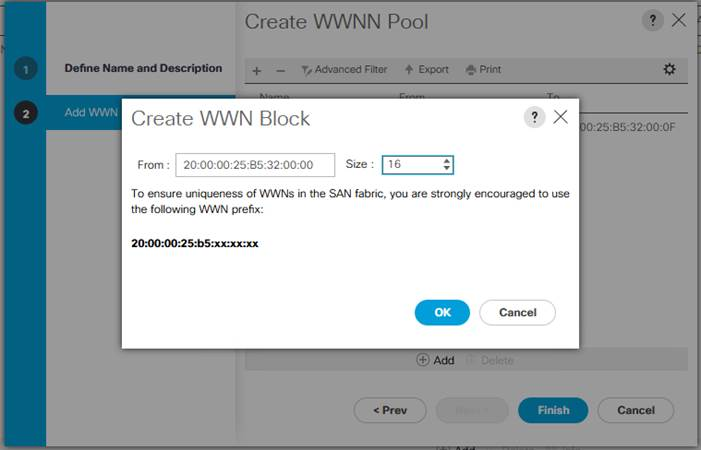 Create WWNN Pool
?
1
Define Name and Description
+ − Advanced Filter Export Print
2
Add WWN
Name From To
00:25:B5:32:00:0F
Create WWN Block
?
From : 20:00:00:25:B5:32:00:00 Size : 16
To ensure uniqueness of WWNs in the SAN fabric, you are strongly encouraged to use
the following WWN prefix:
20:00:00:25:b5:xx:xx:xx
OK Cancel
Add Delete
< Prev Next > Finish Cancel
Add Delete